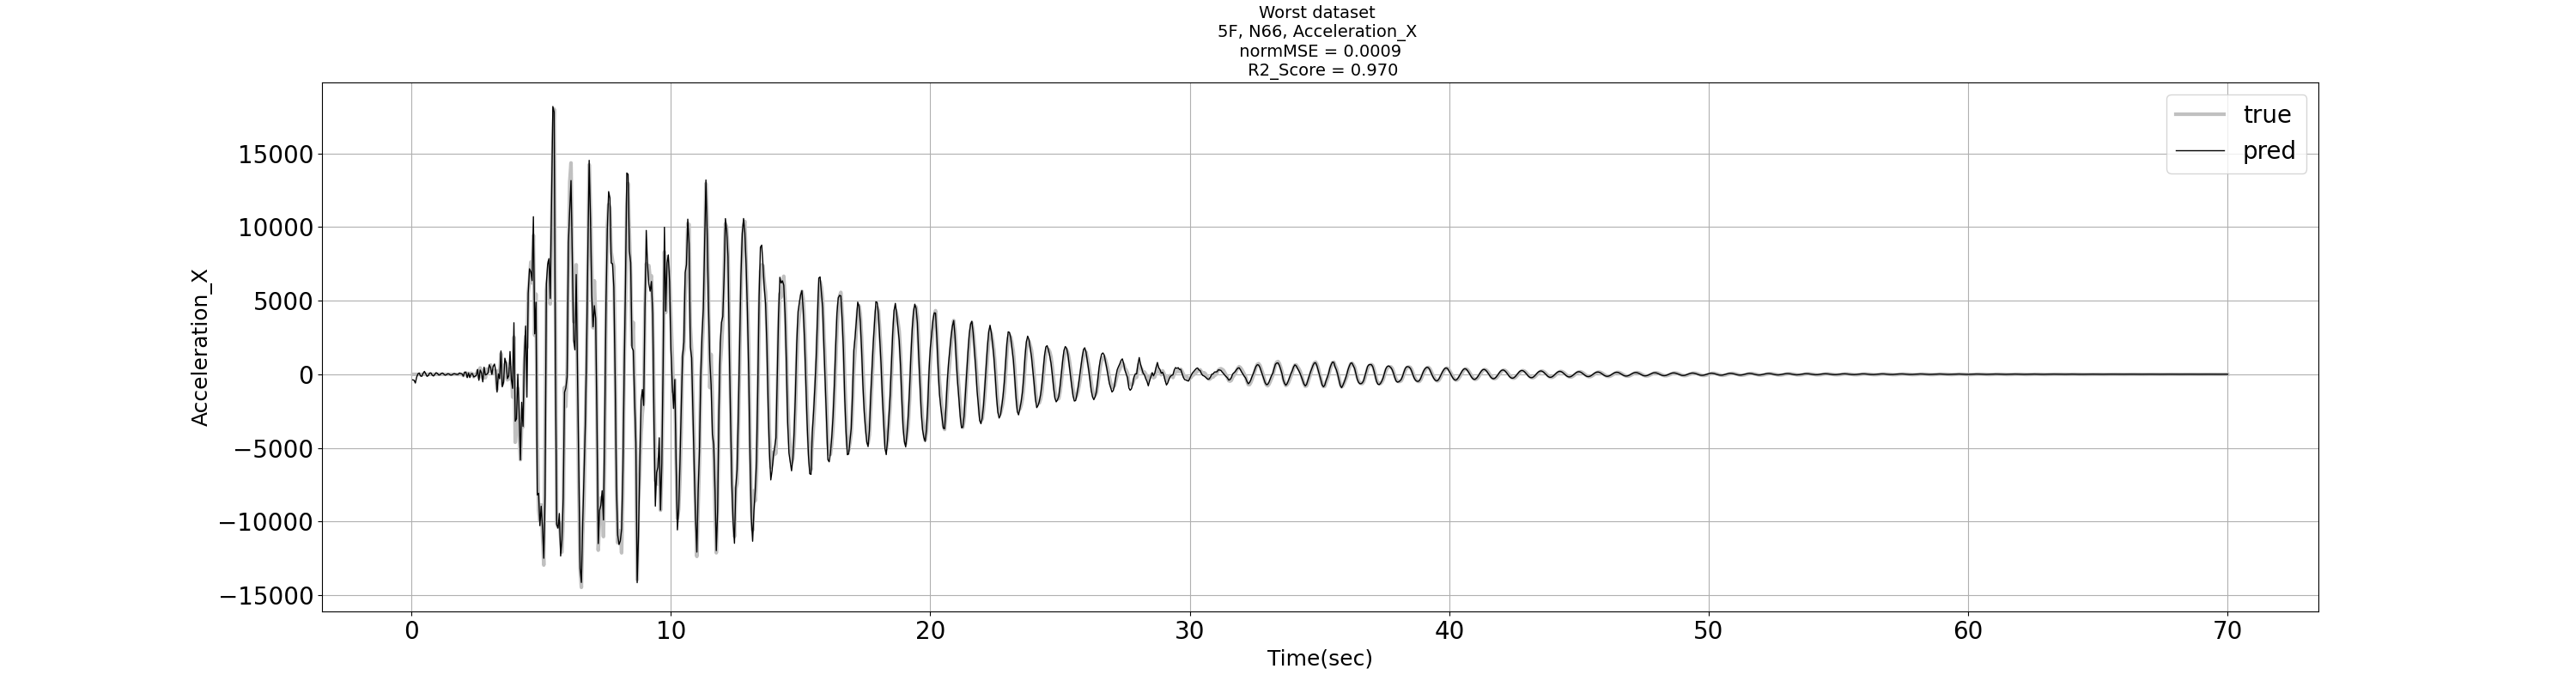 Worst dataset
5F, N66, Acceleration_X
normMSE = 0.0009
R2_Score = 0.970
true
pred
15000
10000
5000
0
−5000
−10000
−15000
Acceleration_X
0 10 20 30 40 50 60 70
Time(sec)